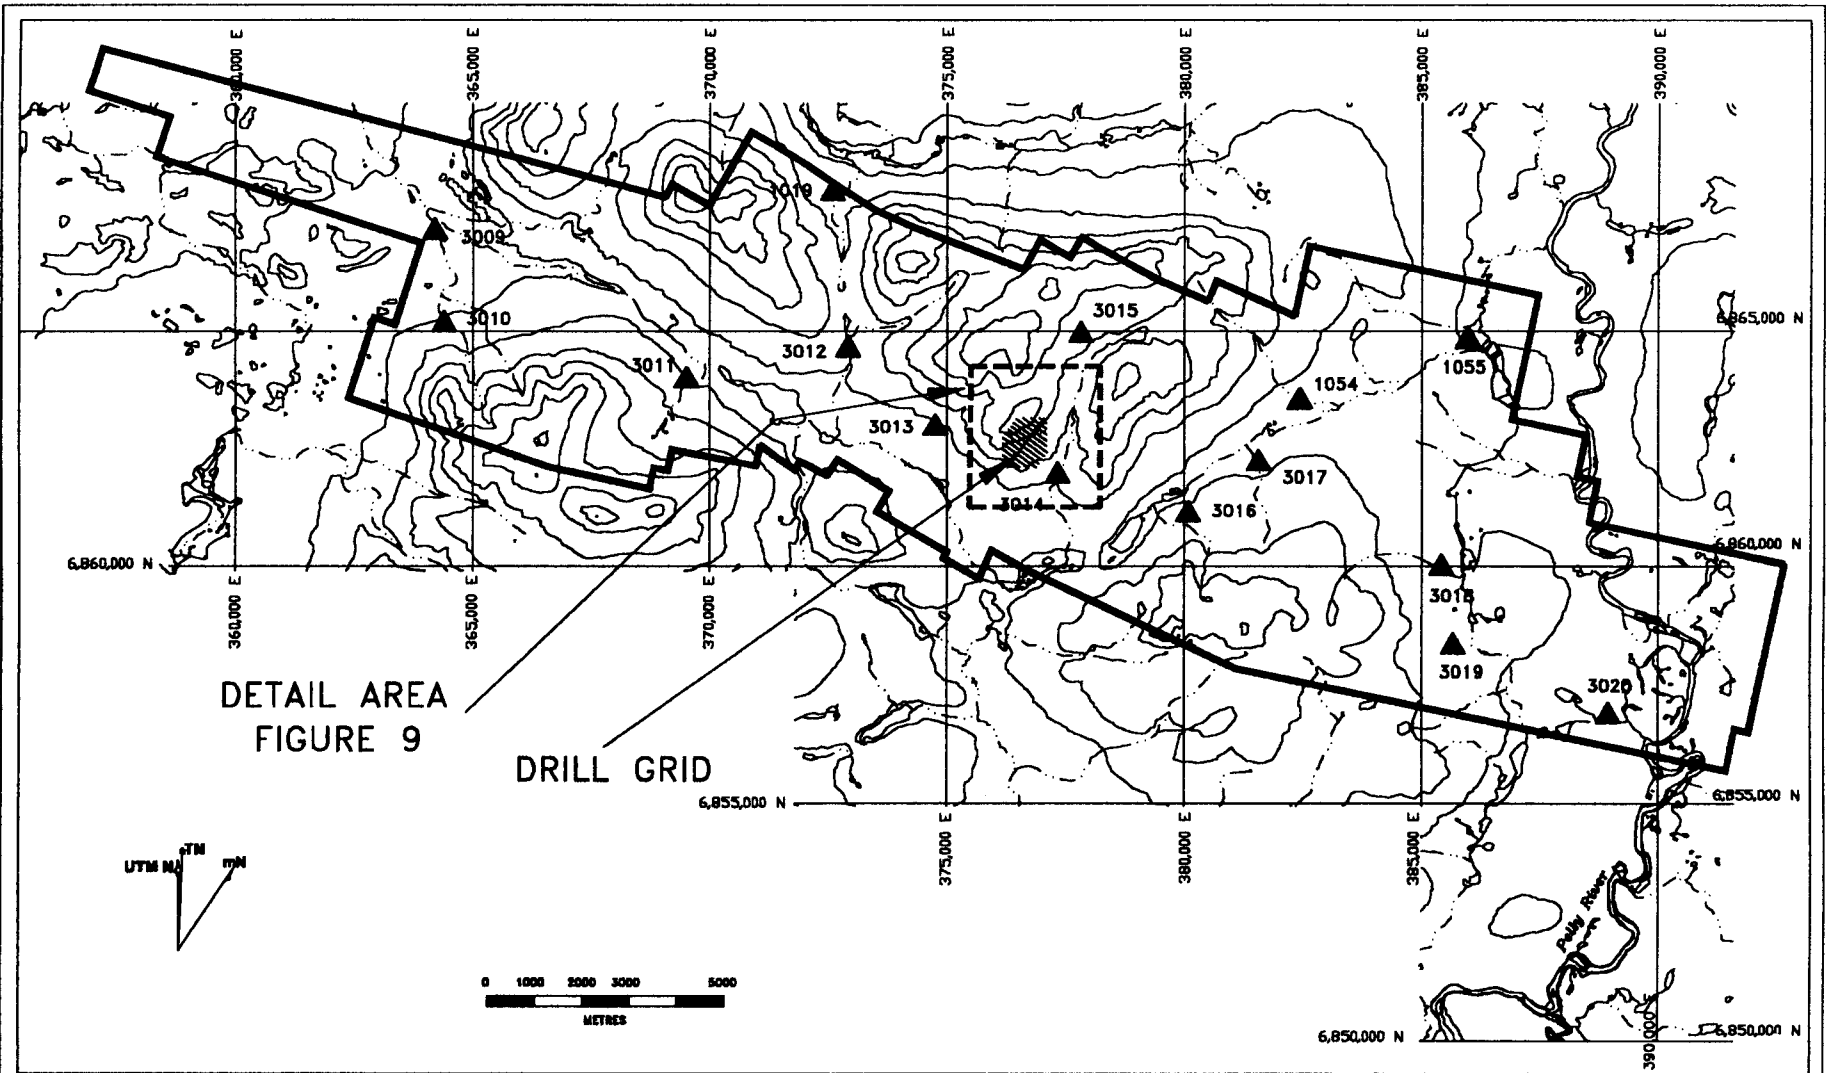 360,000 E
365,000 E
370,000 E
375,000 E
380,000 E
385,000 E
390,000 E
1019
3009
3010
3015
6,865,000 N
3012
3011
1055
1054
3013
3017
3014
3016
6,860,000 N
6,860,000 N
3018
3019
3020
360,000 E
365,000 E
370,000 E
DETAIL AREA
FIGURE 9
DRILL GRID
6,855,000 N
6,855,000 N
375,000 E
380,000 E
385,000 E
UTM N
TN
mN
Pelly River
0 1000 2000 3000 5000
METRES
6,850,000 N
6,850,000 N
390,000 E